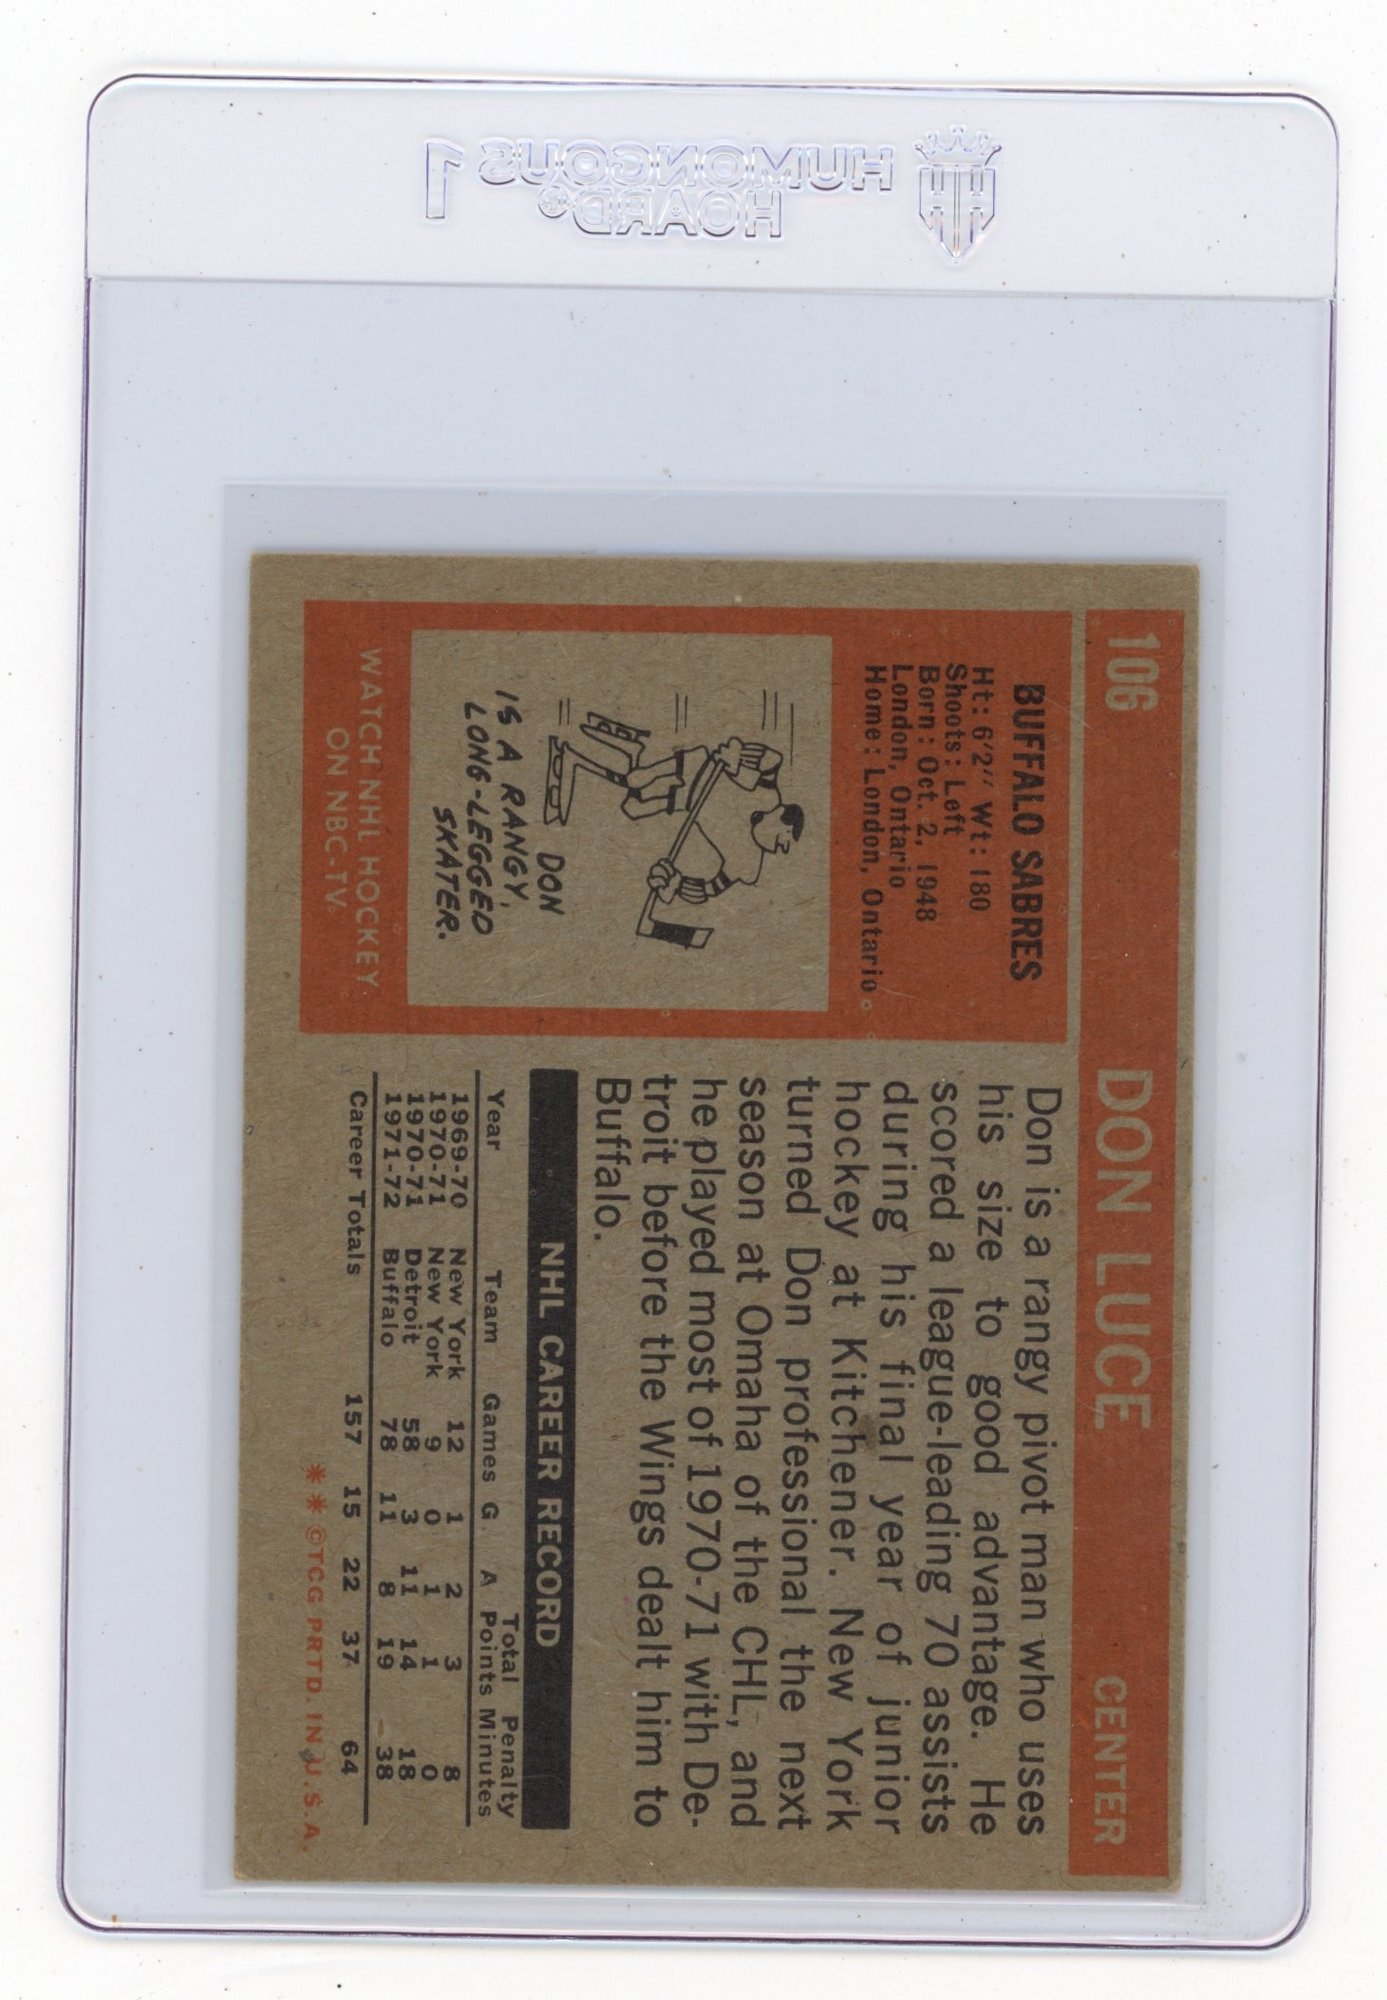 HUMONGOUS
HOARD®
1
106 DON LUCE CENTER
BUFFALO SABRES
Ht: 6'2" Wt: 180
Shoots: Left
Born: Oct. 2, 1948
London, Ontario
Home: London, Ontario
DON
IS A RANGY,
LONG-LEGGED
SKATER.
WATCH NHL HOCKEY
ON NBC-TV
Don is a rangy pivot man who uses
his size to good advantage. He
scored a league-leading 70 assists
during his final year of junior
hockey at Kitchener. New York
turned Don professional the next
season at Omaha of the CHL, and
he played most of 1970-71 with De-
troit before the Wings dealt him to
Buffalo.
NHL CAREER RECORD
Total Penalty
Year Team Games G A Points Minutes
1969-70 New York 12 1 2 3 8
1970-71 New York 9 0 1 1 0
1970-71 Detroit 58 3 11 14 18
1971-72 Buffalo 78 11 8 19 38
Career Totals 157 15 22 37 64
**©TCG PRTD. IN U.S.A.